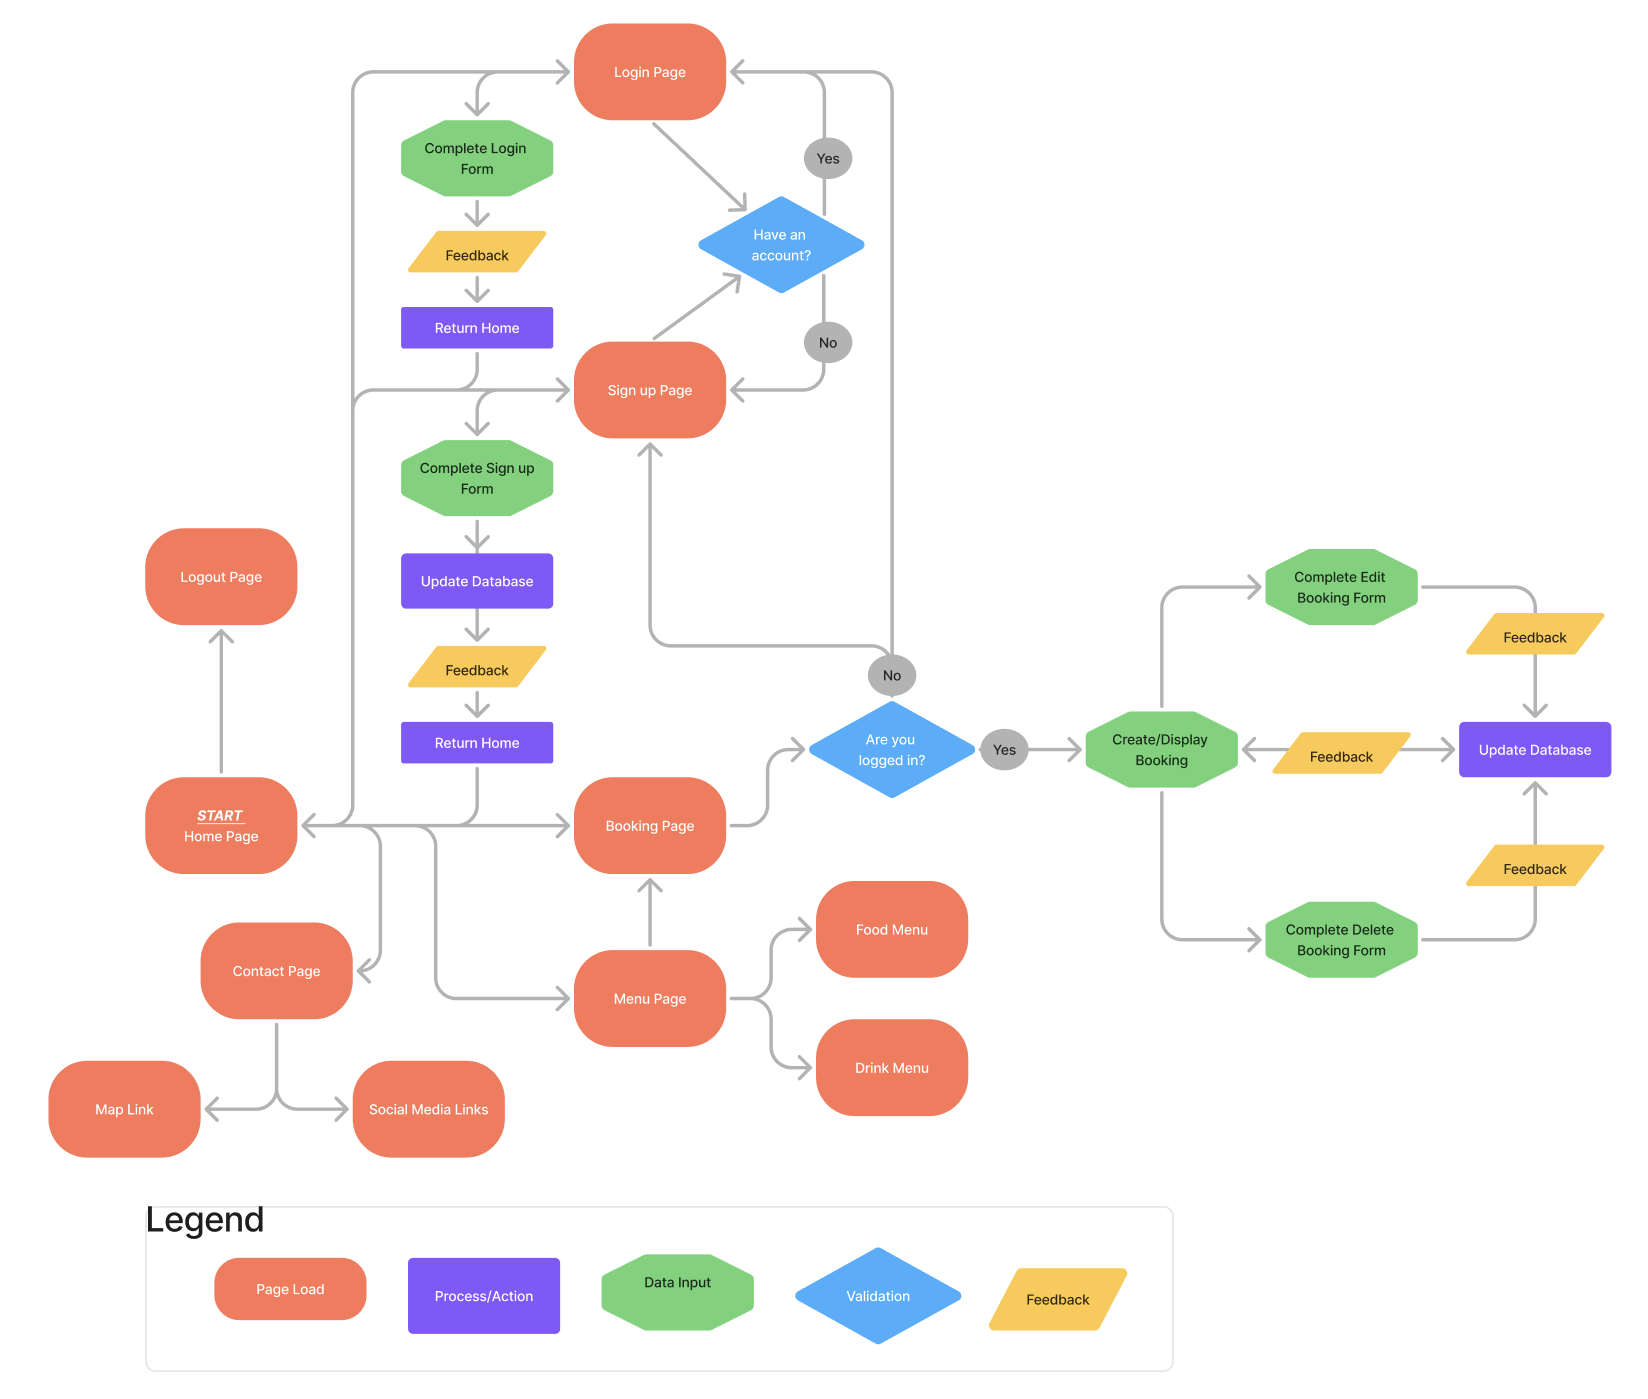 Login Page
Yes
Complete Login
Form
Have an
account?
Feedback
Return Home
No
Sign up Page
Complete Sign up
Form
Logout Page
Update Database
Feedback
Return Home
START
Home Page
Booking Page
No
Are you
logged in?
Yes
Create/Display
Booking
Complete Edit
Booking Form
Feedback
Feedback
Update Database
Feedback
Complete Delete
Booking Form
Food Menu
Contact Page
Menu Page
Drink Menu
Map Link
Social Media Links
Legend
Page Load
Process/Action
Data Input
Validation
Feedback